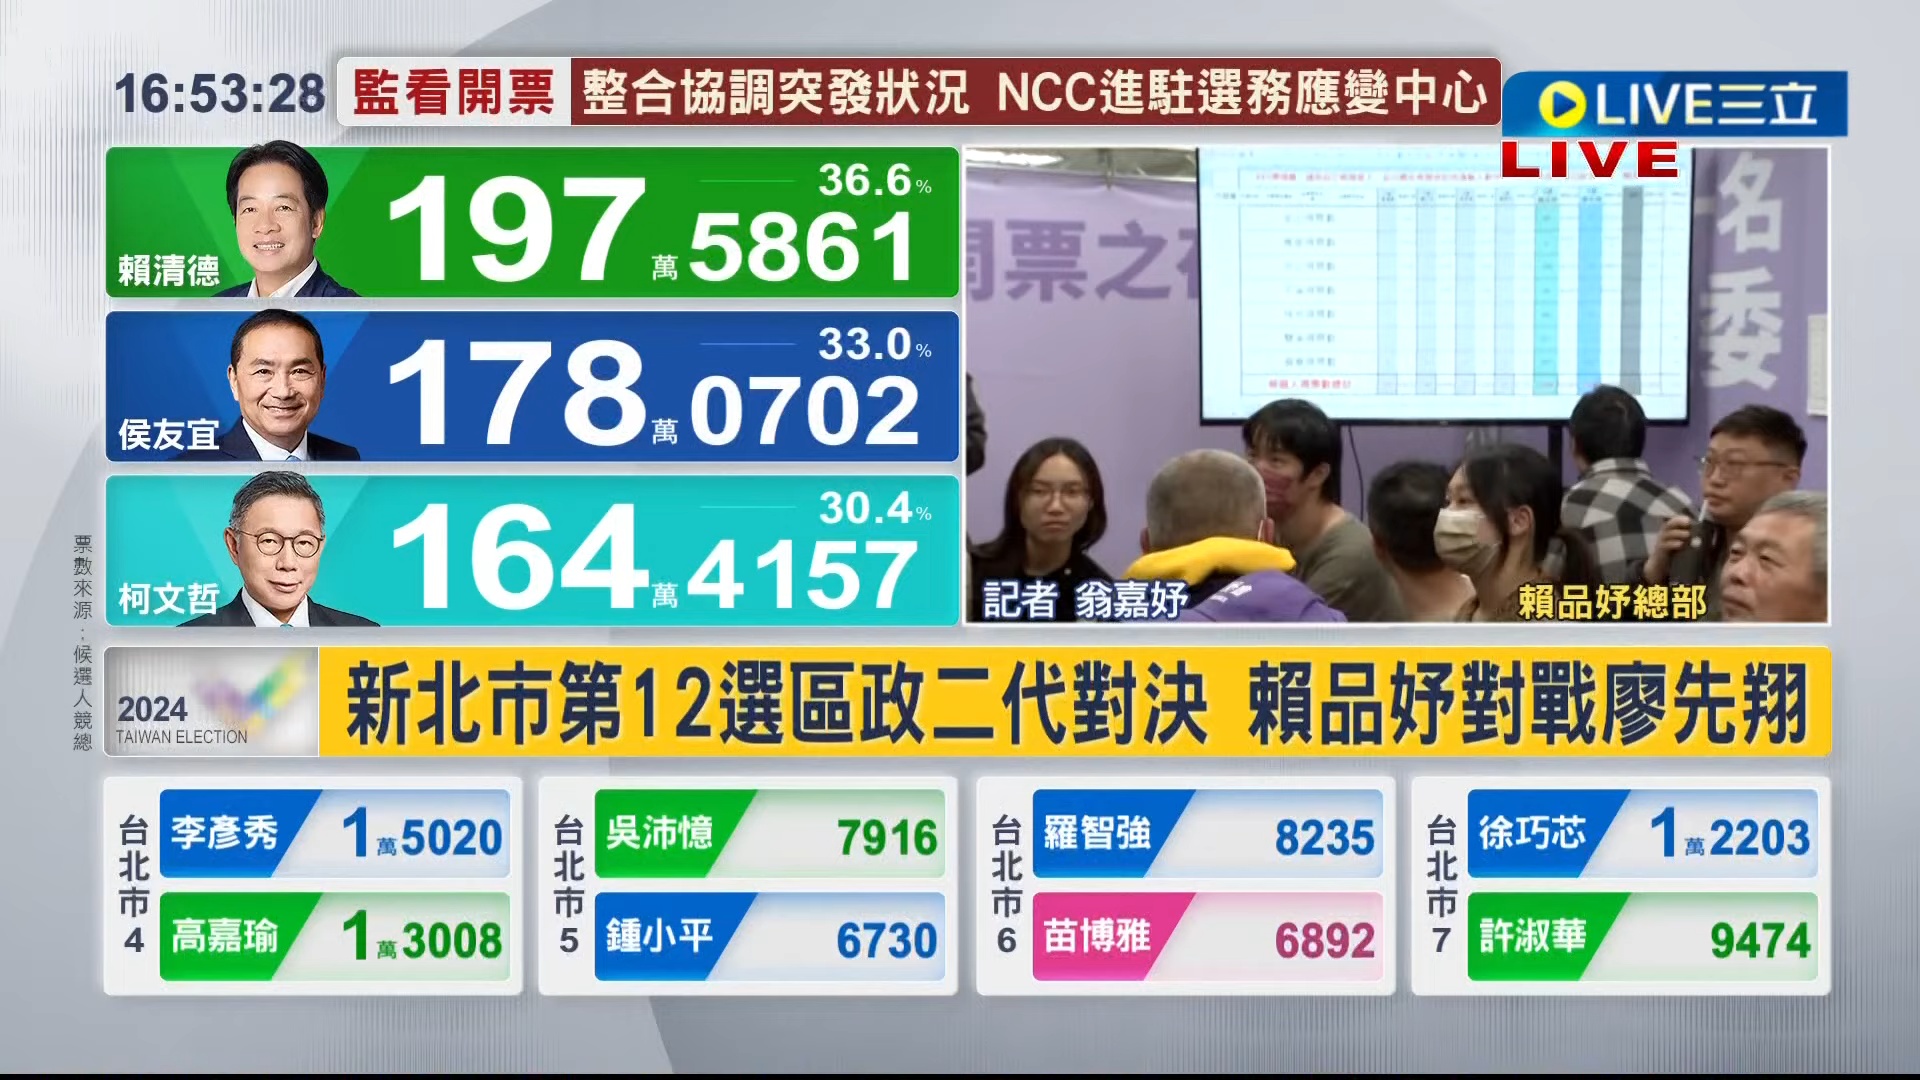 16:53:28
監看開票
整合協調突發狀況 NCC進駐選務應變中心
LIVE三立
LIVE
賴清德
36.6%
197萬5861
侯友宜
33.0%
178萬0702
柯文哲
30.4%
164萬4157
票數來源:候選人競總
開票之夜
名
委
記者 翁嘉妤
賴品妤總部
2024
TAIWAN ELECTION
新北市第12選區政二代對決 賴品妤對戰廖先翔
台北市4
李彥秀 1萬5020
高嘉瑜 1萬3008
台北市5
吳沛憶 7916
鍾小平 6730
台北市6
羅智強 8235
苗博雅 6892
台北市7
徐巧芯 1萬2203
許淑華 9474